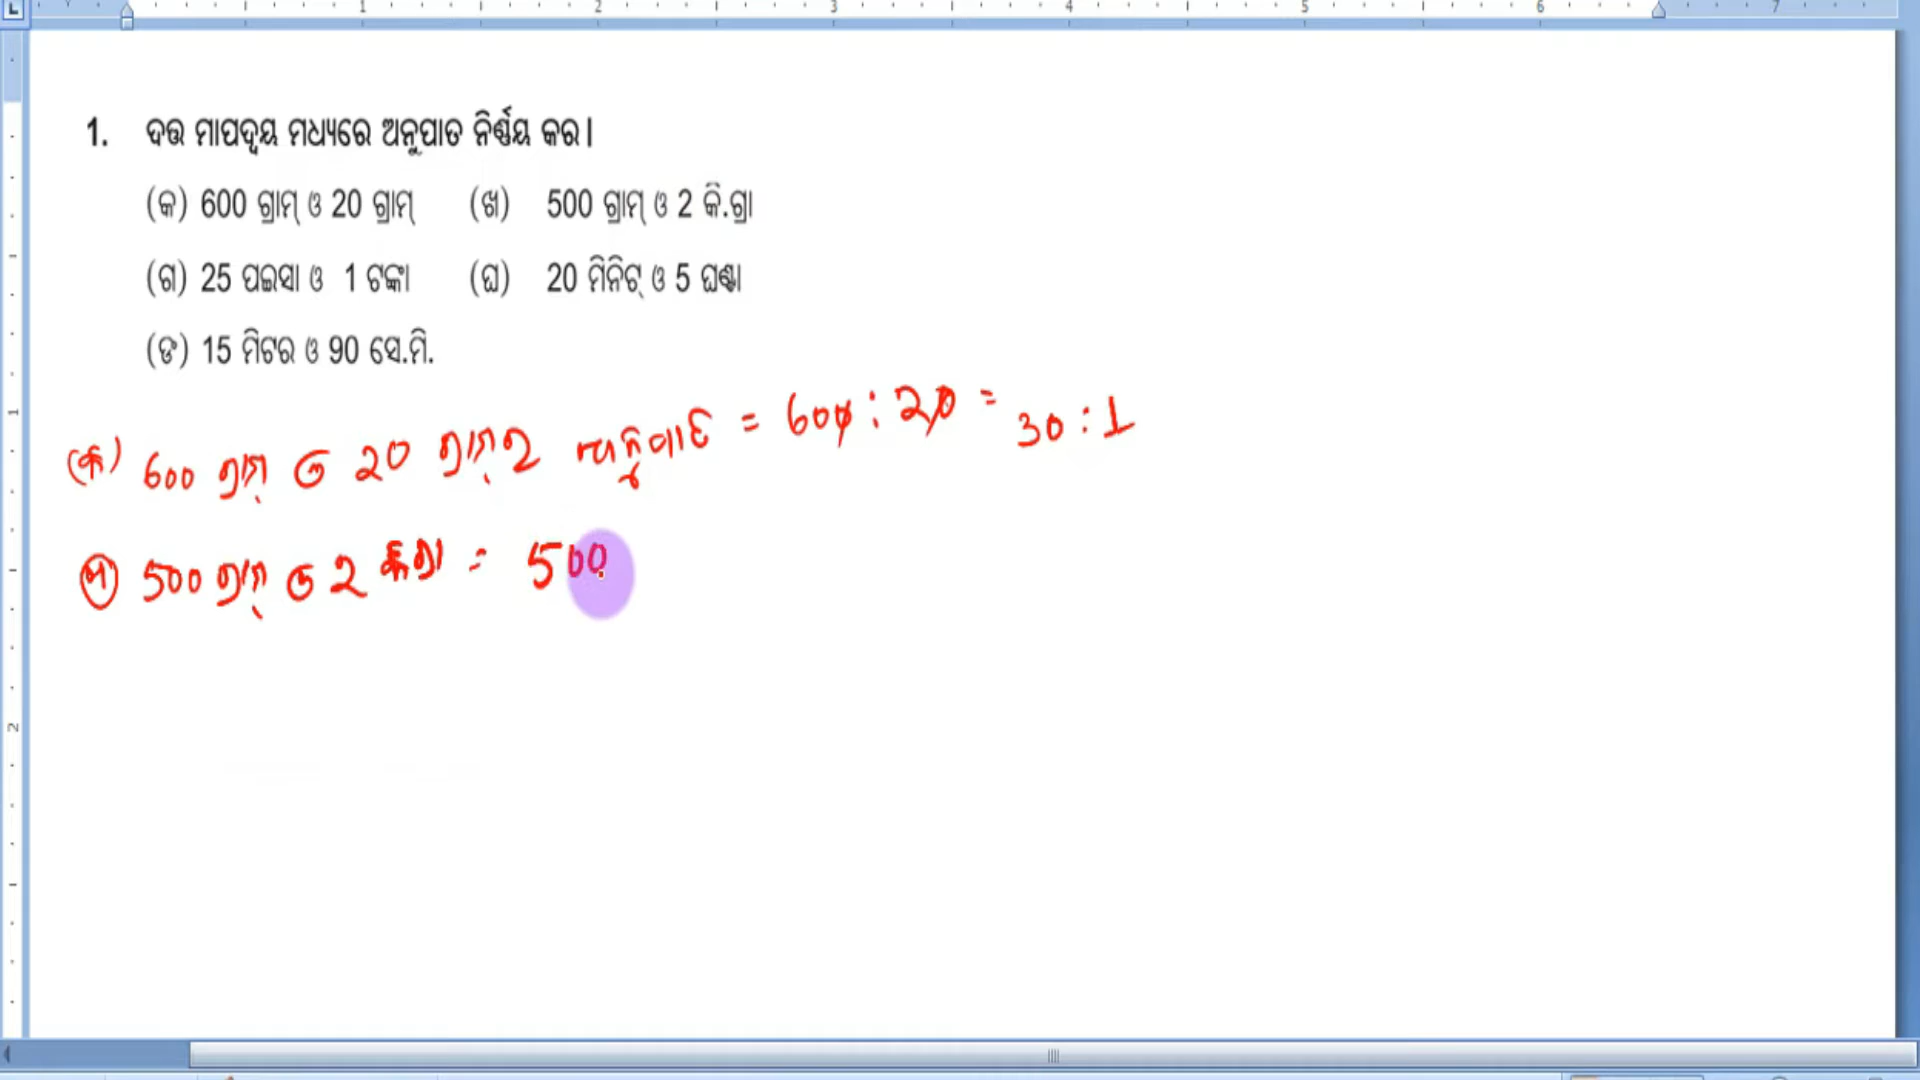 1. ଦତ୍ତ ମାପଦ୍ୱୟ ମଧ୍ୟରେ ଅନୁପାତ ନିର୍ଣ୍ଣୟ କର।
(କ) 600 ଗ୍ରାମ୍ ଓ 20 ଗ୍ରାମ୍ (ଖ) 500 ଗ୍ରାମ୍ ଓ 2 କି.ଗ୍ରା
(ଗ) 25 ପଇସା ଓ 1 ଟଙ୍କା (ଘ) 20 ମିନିଟ୍ ଓ 5 ଘଣ୍ଟା
(ଙ) 15 ମିଟର ଓ 90 ସେ.ମି.
(କ) 600 ଗ୍ରାମ୍ ଓ 20 ଗ୍ରାମ୍‌ର ଅନୁପାତ = 600 : 20 = 30 : 1
ଖ 500 ଗ୍ରାମ୍ ଓ 2 କିଗ୍ରା = 500